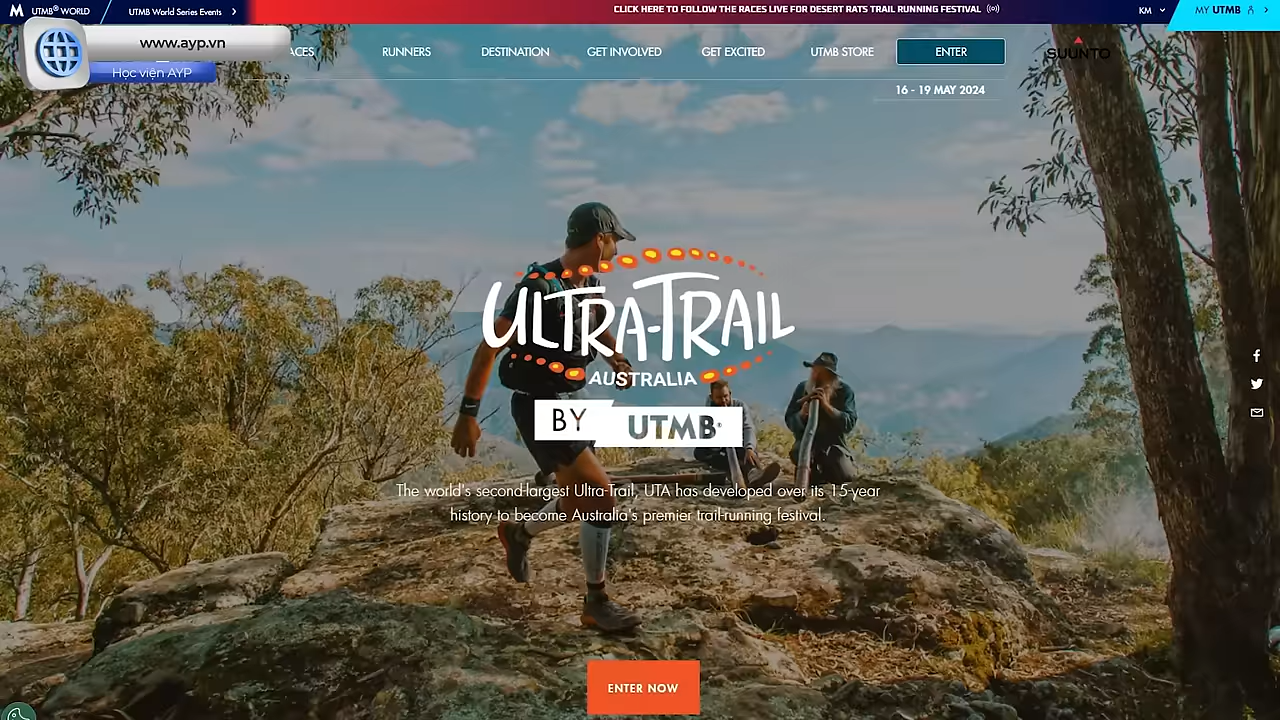 UTMB® WORLD
UTMB World Series Events
CLICK HERE TO FOLLOW THE RACES LIVE FOR DESERT RATS TRAIL RUNNING FESTIVAL
KM
MY UTMB
www.ayp.vn
Học viện AYP
RUNNERS
DESTINATION
GET INVOLVED
GET EXCITED
UTMB STORE
ENTER
SUUNTO
16 - 19 MAY 2024
ULTRA-TRAIL
AUSTRALIA
BY UTMB®
The world's second-largest Ultra-Trail, UTA has developed over its 15-year
history to become Australia's premier trail-running festival.
ENTER NOW